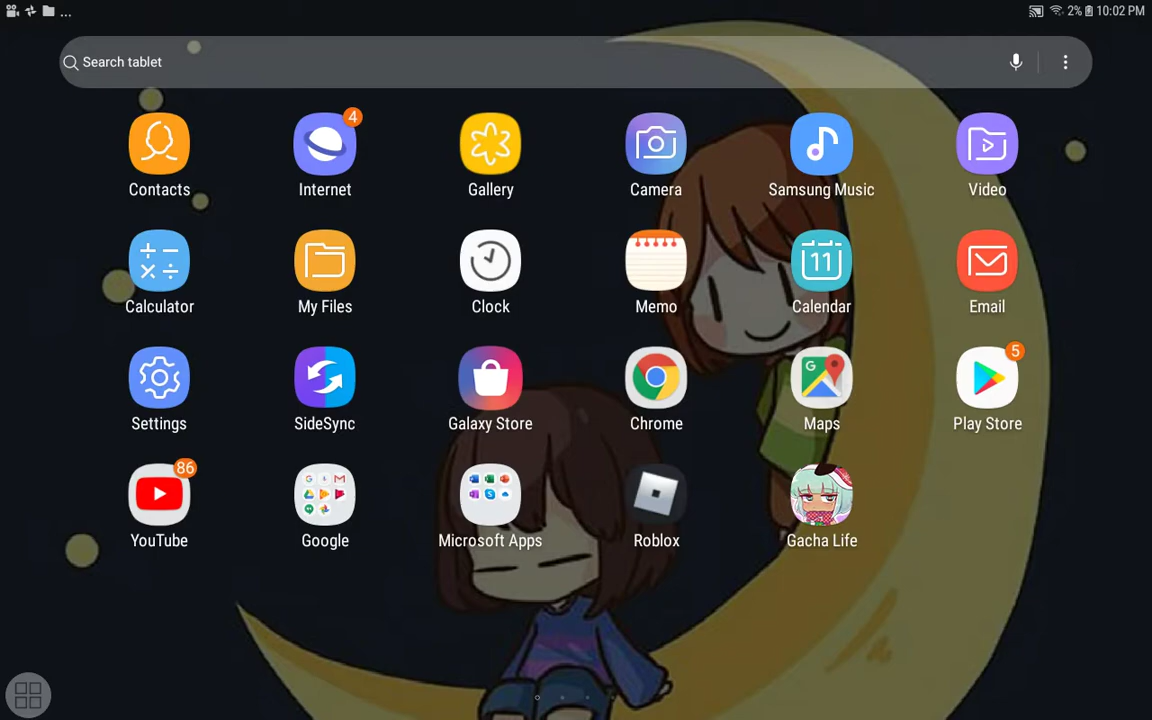 ... 2% 10:02 PM
Search tablet
4
Contacts Internet Gallery Camera Samsung Music Video
11
Calculator My Files Clock Memo Calendar Email
G 5
Settings SideSync Galaxy Store Chrome Maps Play Store
86
YouTube Google Microsoft Apps Roblox Gacha Life